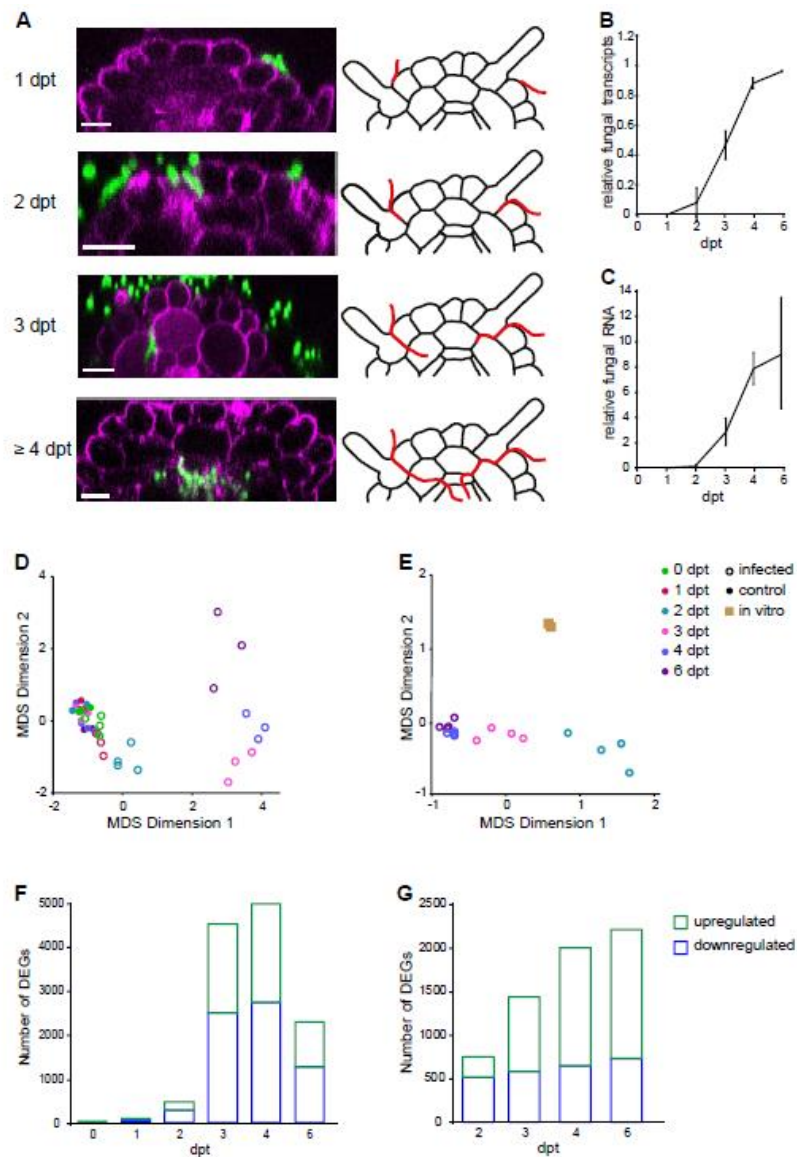 A
1 dpt
2 dpt
3 dpt
≥ 4 dpt
B
relative fungal transcripts
1.2
1
0.8
0.6
0.4
0.2
0
0 1 2 3 4 6
dpt
C
relative fungal RNA
14
12
10
8
6
4
2
0
0 1 2 3 4 6
dpt
D
MDS Dimension 2
4
2
0
-2
-2 0 2 4
MDS Dimension 1
E
MDS Dimension 2
2
1
0
-1
-1 0 1 2
MDS Dimension 1
0 dpt infected
1 dpt control
2 dpt in vitro
3 dpt
4 dpt
6 dpt
F
Number of DEGs
5000
4000
3000
2000
1000
0
0 1 2 3 4 6
dpt
G
Number of DEGs
2500
2000
1500
1000
500
0
2 3 4 6
dpt
upregulated
downregulated